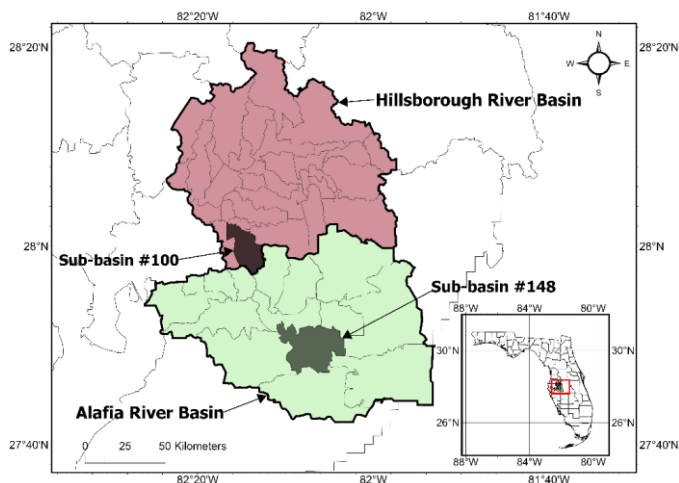 82°20'W 82°0'W 81°40'W
28°20'N 28°20'N
N
W E
S
Hillsborough River Basin
28°N 28°N
Sub-basin #100
Sub-basin #148
88°W 84°W 80°W
30°N 30°N
Alafia River Basin
26°N 26°N
27°40'N 27°40'N
0 25 50 Kilometers
88°W 84°W 80°W
82°20'W 82°0'W 81°40'W